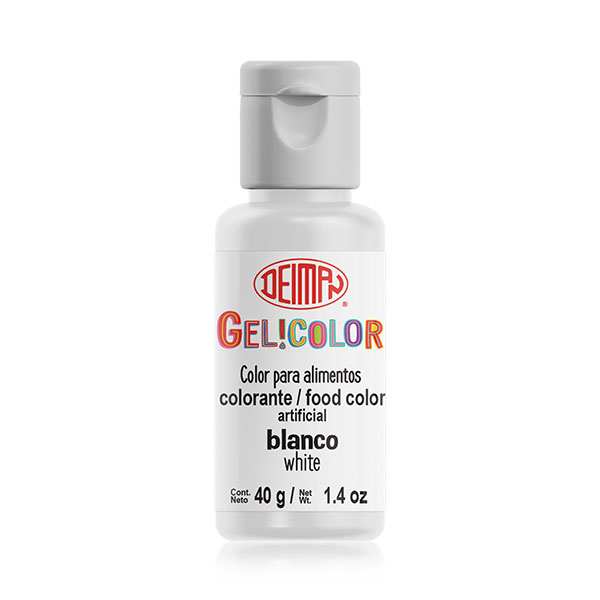 DEIMAN®
GEL!COLOR
Color para alimentos
colorante / food color
artificial
blanco
white
Cont. Neto 40 g / Net Wt. 1.4 oz